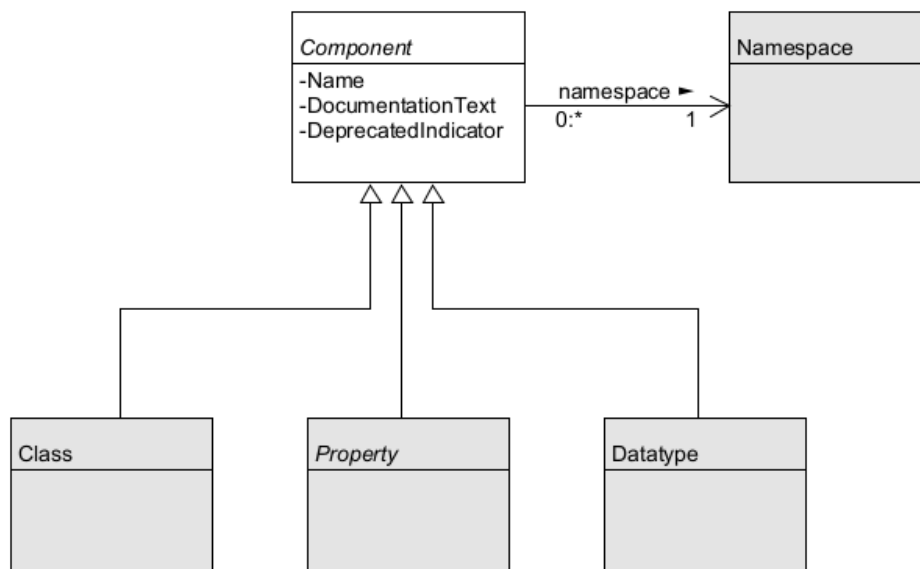 Component
-Name
-DocumentationText
-DeprecatedIndicator
namespace ►
0:*
1
Namespace
Class
Property
Datatype